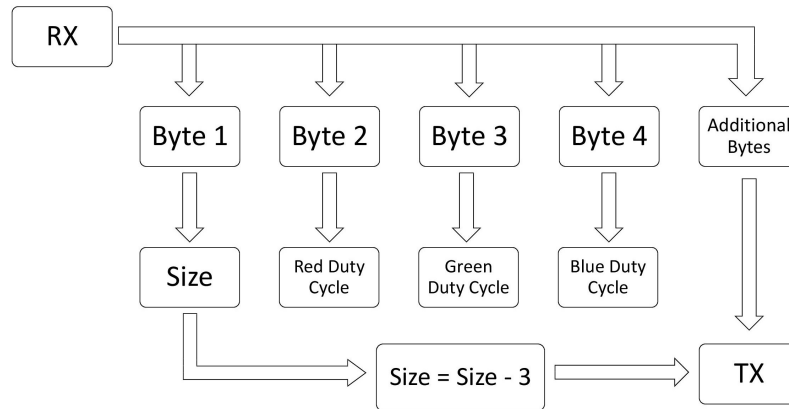 RX
Byte 1
Byte 2
Byte 3
Byte 4
Additional
Bytes
Size
Red Duty
Cycle
Green
Duty Cycle
Blue Duty
Cycle
Size = Size - 3
TX